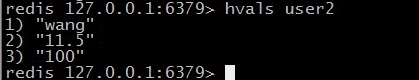 redis 127.0.0.1:6379> hvals user2
1) "wang"
2) "11.5"
3) "100"
redis 127.0.0.1:6379>